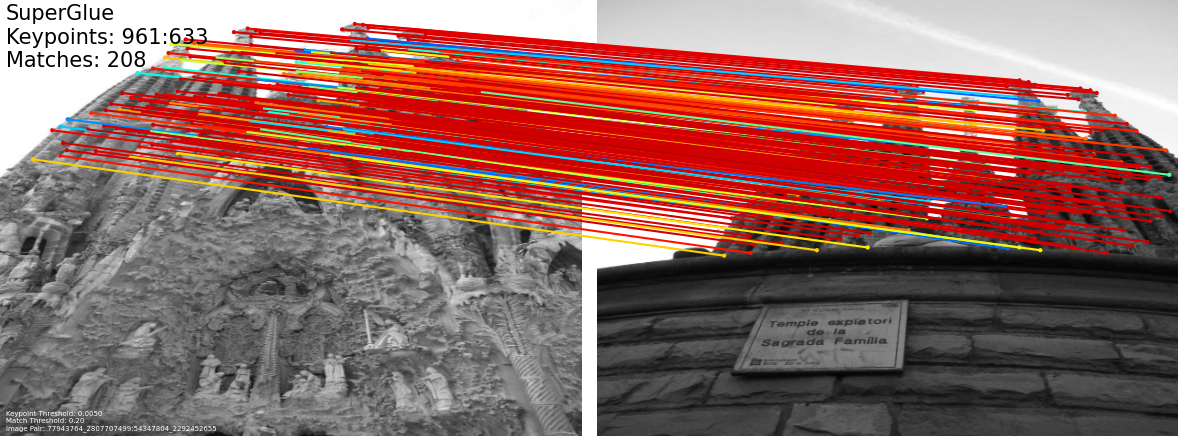 SuperGlue
Keypoints: 961:633
Matches: 208
Temple expiatori
de la
Sagrada Família
Keypoint Threshold: 0.0050
Match Threshold: 0.20
Image Pair: 77943764_2807707499:54347804_2292452655